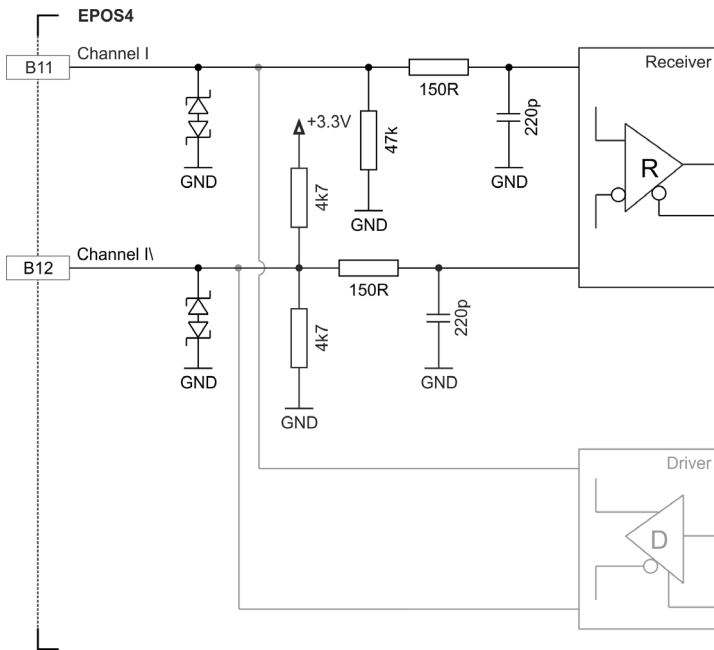 EPOS4
B11
Channel I
Receiver
150R
220p
+3.3V
47k
GND
GND
R
4k7
GND
B12
Channel I\
150R
220p
4k7
GND
GND
GND
Driver
D